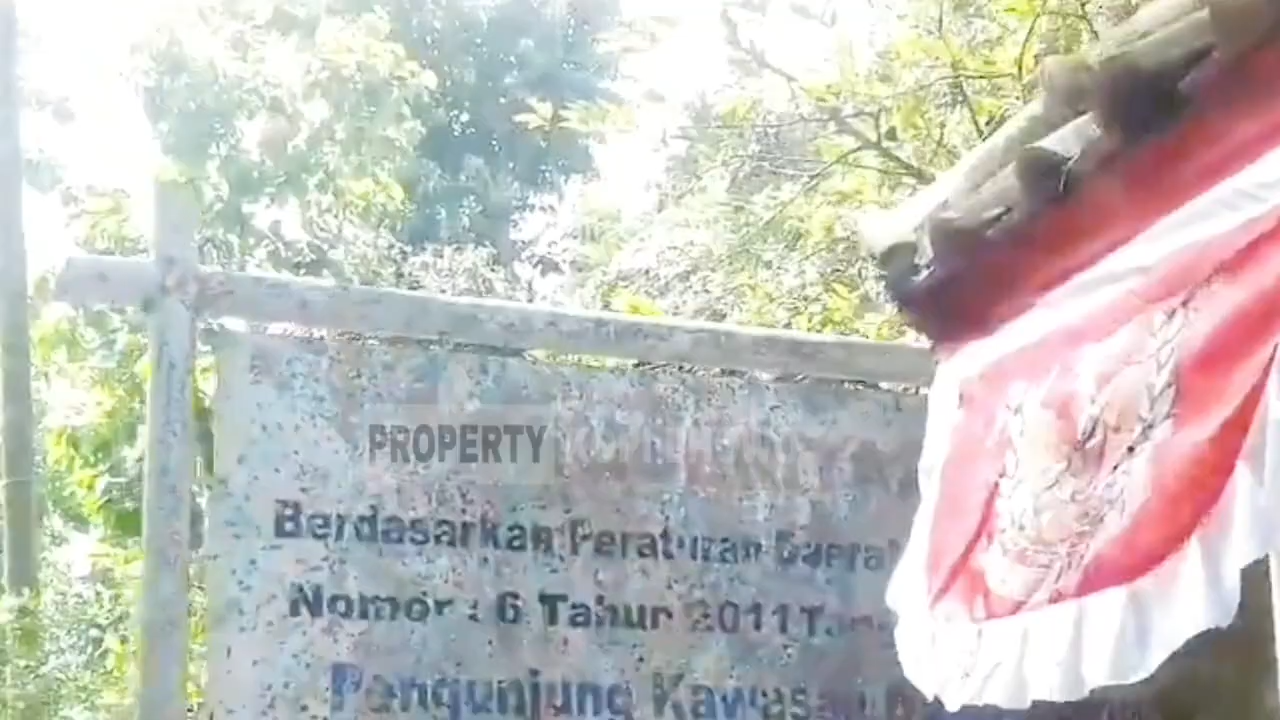 PROPERTY
Berdasarkan Peraturan Daerah
Nomor : 6 Tahun 2011
Pengunjung Kawasan